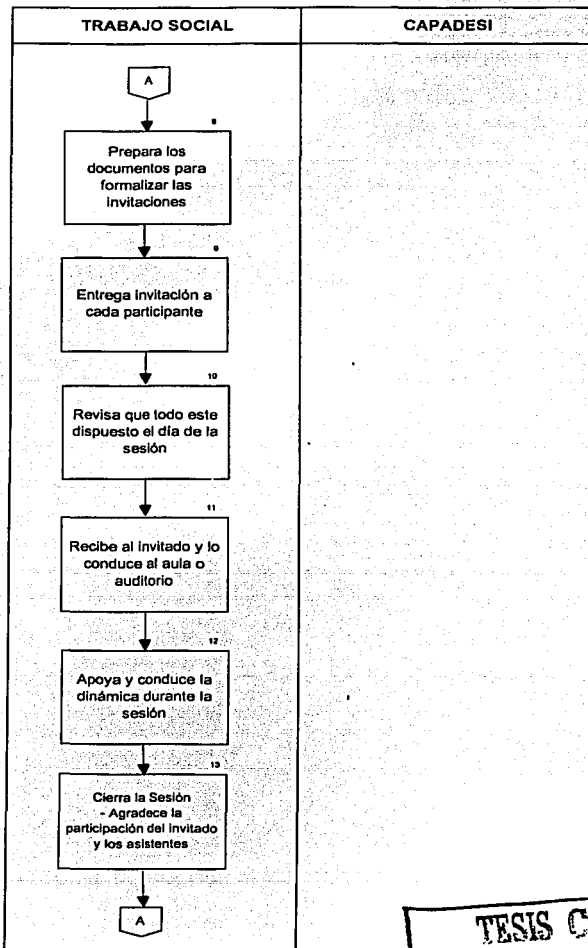 TRABAJO SOCIAL
CAPADESI
A
8
Prepara los
documentos para
formalizar las
invitaciones
9
Entrega invitación a
cada participante
10
Revisa que todo este
dispuesto el día de la
sesión
11
Recibe al invitado y lo
conduce al aula o
auditorio
12
Apoya y conduce la
dinámica durante la
sesión
13
Cierra la Sesión
- Agradece la
participación del invitado
y los asistentes
A
TESIS C